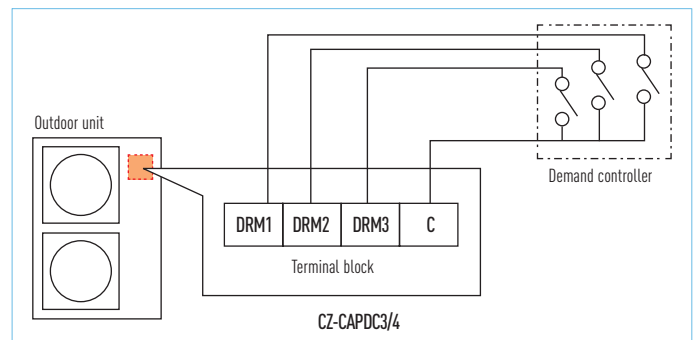 Outdoor unit
Demand controller
DRM1 DRM2 DRM3 C
Terminal block
CZ-CAPDC3/4